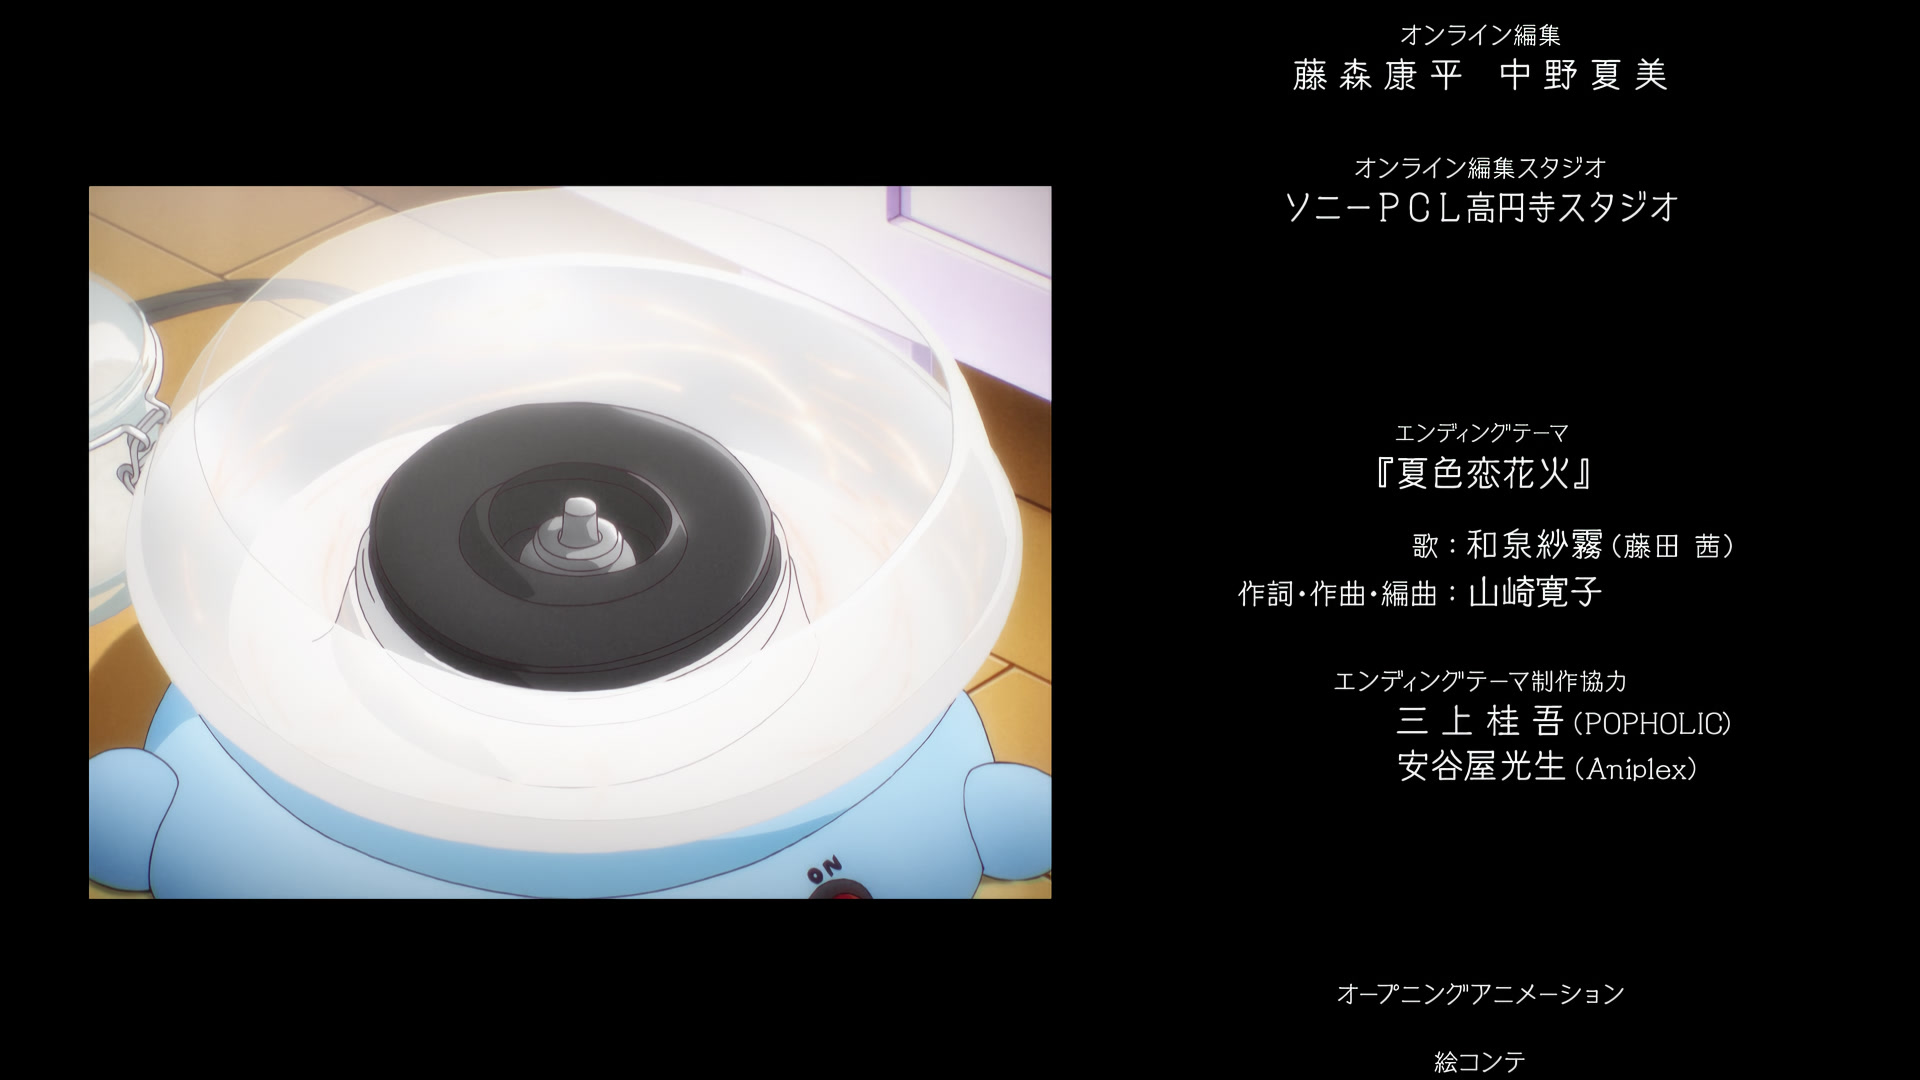 オンライン編集
藤森康平 中野夏美
オンライン編集スタジオ
ソニーPCL高円寺スタジオ
エンディングテーマ
『夏色恋花火』
歌：和泉紗霧（藤田 茜）
作詞・作曲・編曲：山崎寛子
エンディングテーマ制作協力
三上桂吾（POPHOLIC）
安谷屋光生（Aniplex）
ON
オープニングアニメーション
絵コンテ